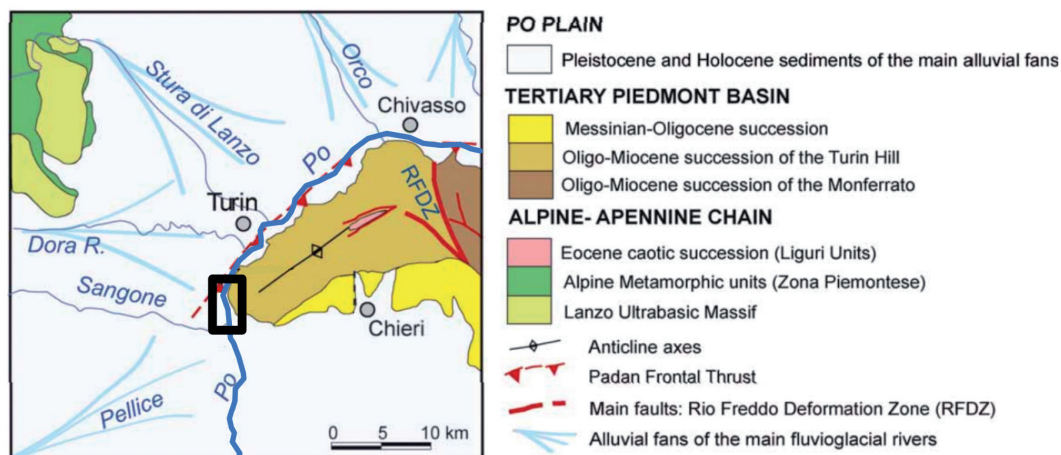 Orco
Stura di Lanzo
Chivasso
Po
Turin
RFDZ
Dora R.
Sangone
Chieri
Po
Pellice
0 5 10 km
PO PLAIN
Pleistocene and Holocene sediments of the main alluvial fans
TERTIARY PIEDMONT BASIN
Messinian-Oligocene succession
Oligo-Miocene succession of the Turin Hill
Oligo-Miocene succession of the Monferrato
ALPINE- APENNINE CHAIN
Eocene caotic succession (Liguri Units)
Alpine Metamorphic units (Zona Piemontese)
Lanzo Ultrabasic Massif
Anticline axes
Padan Frontal Thrust
Main faults: Rio Freddo Deformation Zone (RFDZ)
Alluvial fans of the main fluvioglacial rivers